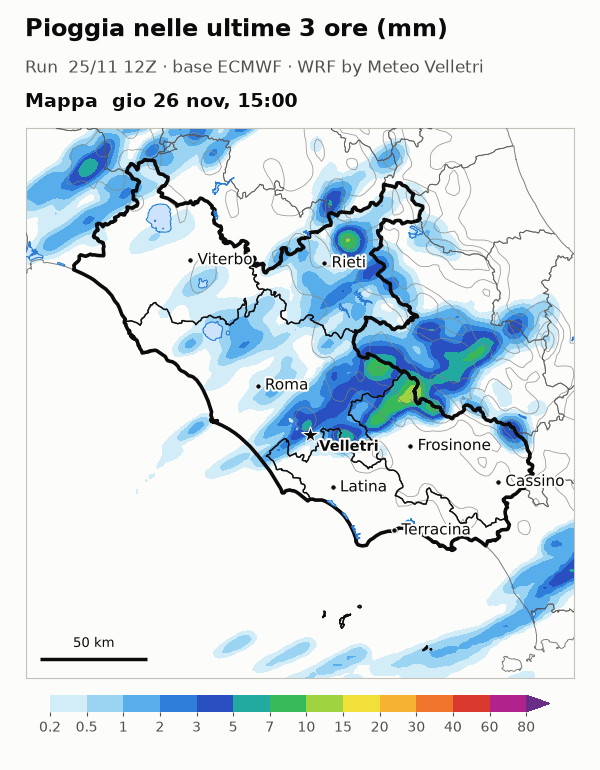 Pioggia nelle ultime 3 ore (mm)
Run 25/11 12Z · base ECMWF · WRF by Meteo Velletri
Mappa gio 26 nov, 15:00
Viterbo
Rieti
Roma
Velletri
Frosinone
Latina
Cassino
Terracina
50 km
0.2 0.5 1 2 3 5 7 10 15 20 30 40 60 80